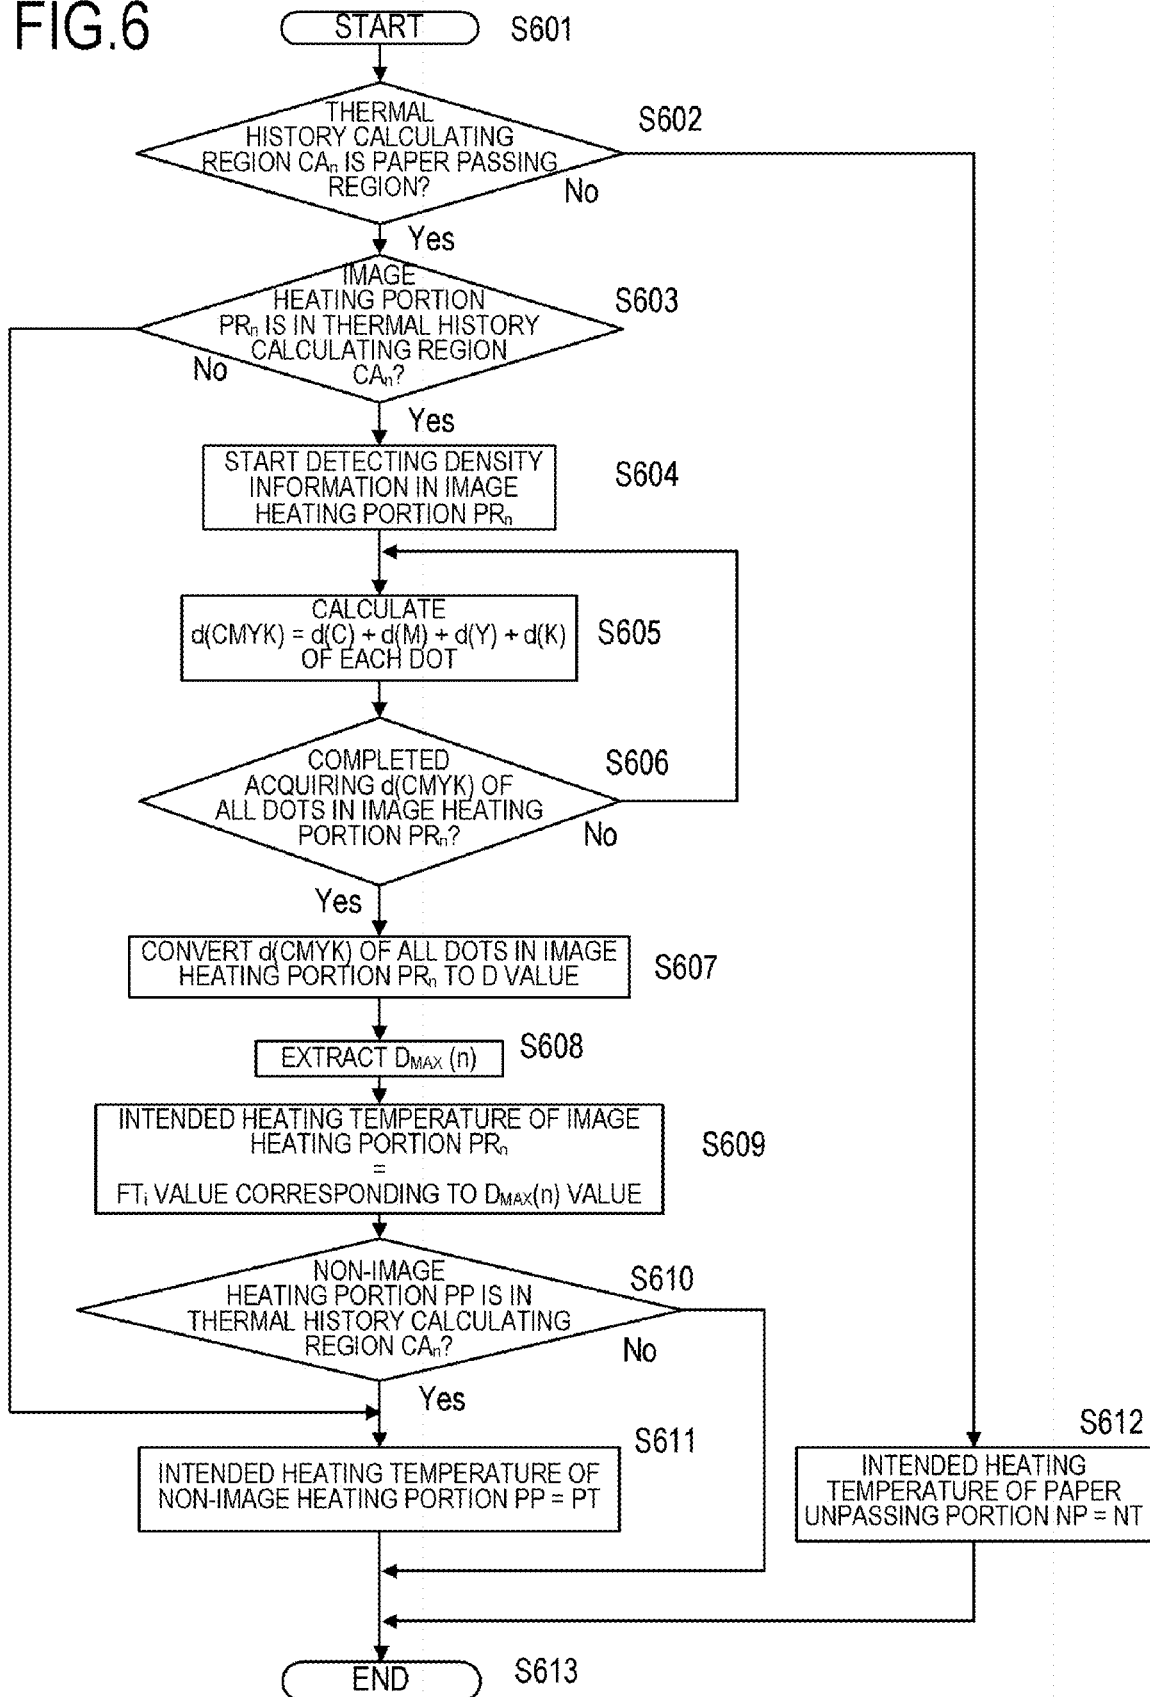 FIG.6
START
S601
THERMAL
HISTORY CALCULATING
REGION CAn IS PAPER PASSING
REGION?
S602
No
Yes
IMAGE
HEATING PORTION
PRn IS IN THERMAL HISTORY
CALCULATING REGION
CAn?
S603
No
Yes
START DETECTING DENSITY
INFORMATION IN IMAGE
HEATING PORTION PRn
S604
CALCULATE
d(CMYK) = d(C) + d(M) + d(Y) + d(K)
OF EACH DOT
S605
COMPLETED
ACQUIRING d(CMYK) OF
ALL DOTS IN IMAGE HEATING
PORTION PRn?
S606
No
Yes
CONVERT d(CMYK) OF ALL DOTS IN IMAGE
HEATING PORTION PRn TO D VALUE
S607
EXTRACT DMAX (n)
S608
INTENDED HEATING TEMPERATURE OF IMAGE
HEATING PORTION PRn
=
FTi VALUE CORRESPONDING TO DMAX(n) VALUE
S609
NON-IMAGE
HEATING PORTION PP IS IN
THERMAL HISTORY CALCULATING
REGION CAn?
S610
No
Yes
INTENDED HEATING TEMPERATURE OF
NON-IMAGE HEATING PORTION PP = PT
S611
INTENDED HEATING
TEMPERATURE OF PAPER
UNPASSING PORTION NP = NT
S612
END
S613